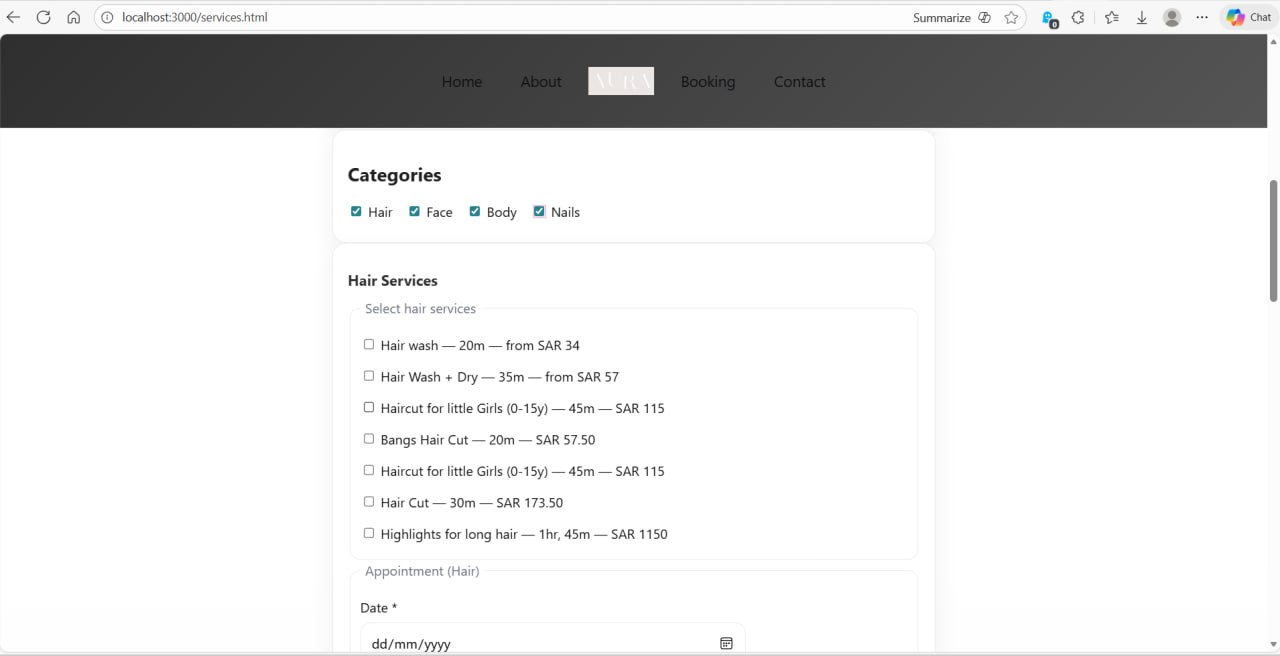 localhost:3000/services.html Summarize 0 Chat
Home About AURA Booking Contact
Categories
Hair Face Body Nails
Hair Services
Select hair services
Hair wash — 20m — from SAR 34
Hair Wash + Dry — 35m — from SAR 57
Haircut for little Girls (0-15y) — 45m — SAR 115
Bangs Hair Cut — 20m — SAR 57.50
Haircut for little Girls (0-15y) — 45m — SAR 115
Hair Cut — 30m — SAR 173.50
Highlights for long hair — 1hr, 45m — SAR 1150
Appointment (Hair)
Date *
dd/mm/yyyy